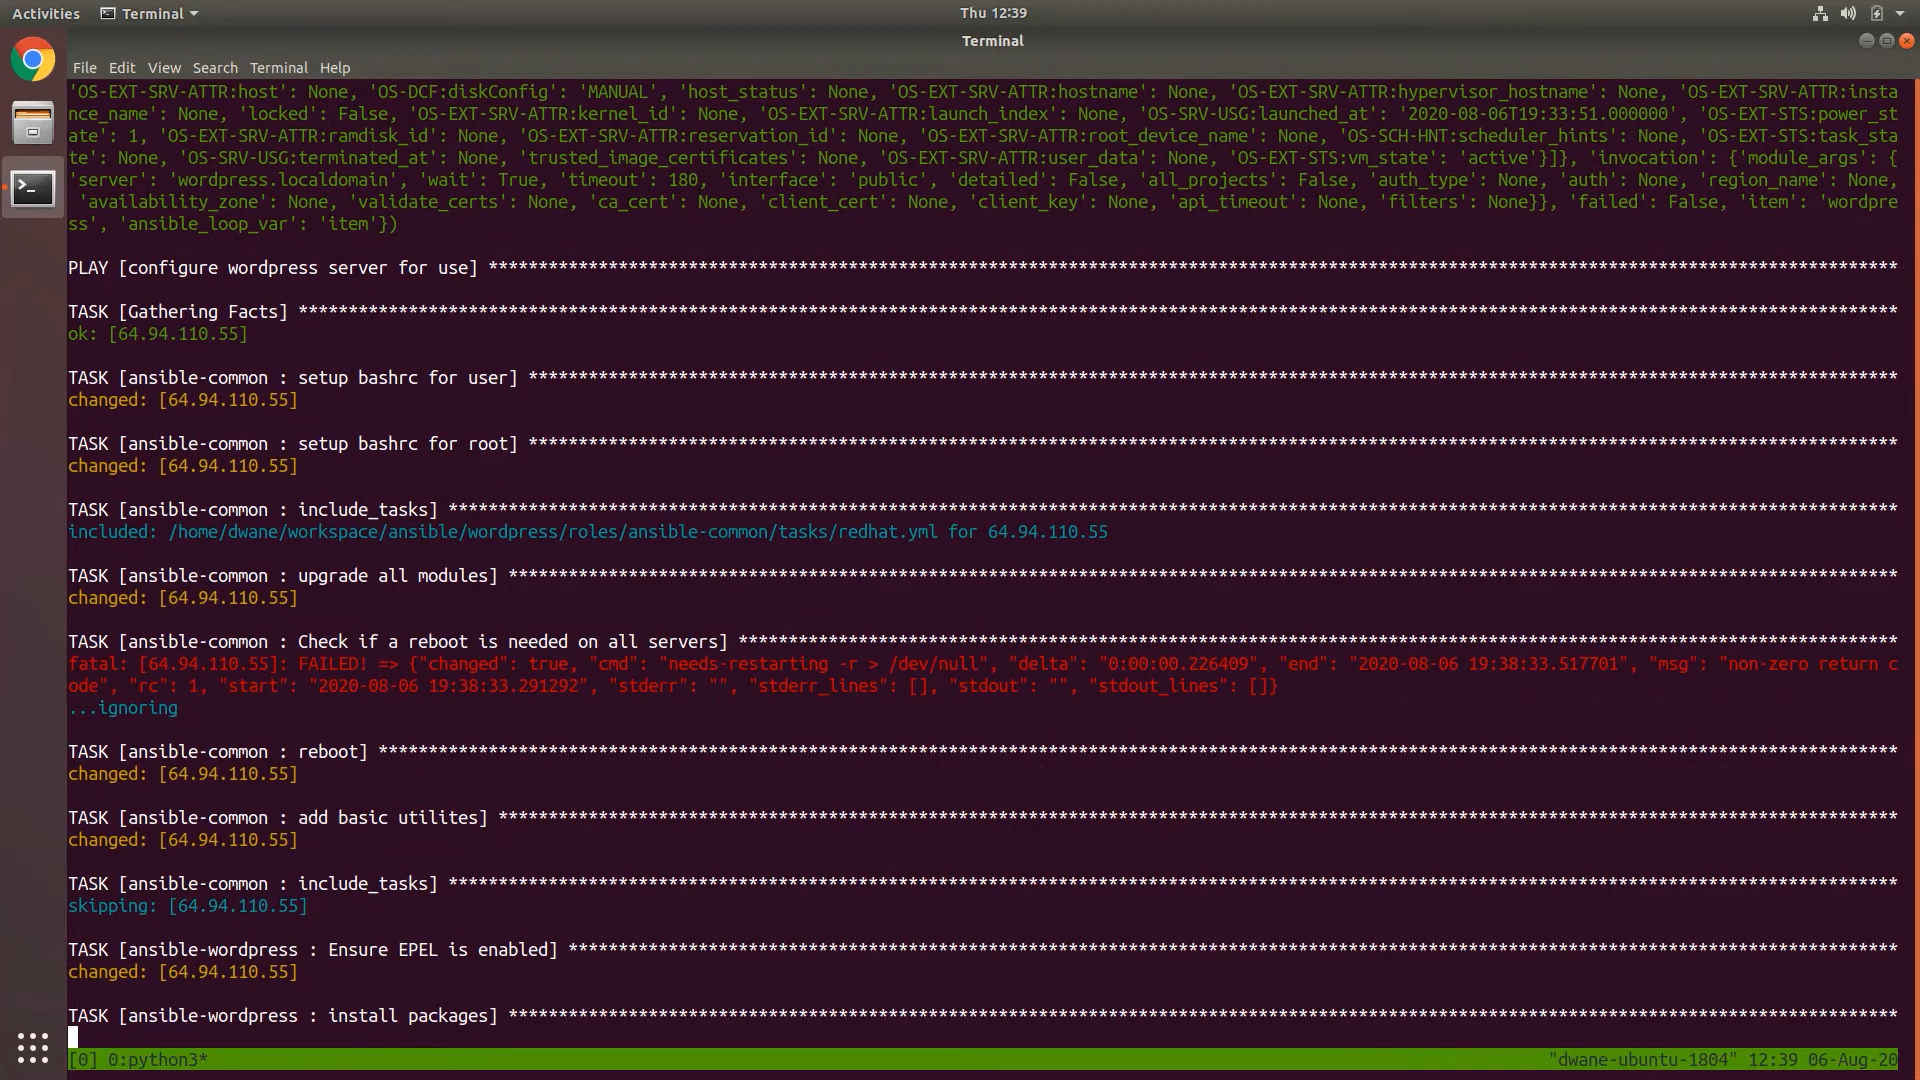 Activities Terminal Thu 12:39
Terminal
File Edit View Search Terminal Help
'OS-EXT-SRV-ATTR:host': None, 'OS-DCF:diskConfig': 'MANUAL', 'host_status': None, 'OS-EXT-SRV-ATTR:hostname': None, 'OS-EXT-SRV-ATTR:hypervisor_hostname': None, 'OS-EXT-SRV-ATTR:insta
nce_name': None, 'locked': False, 'OS-EXT-SRV-ATTR:kernel_id': None, 'OS-EXT-SRV-ATTR:launch_index': None, 'OS-SRV-USG:launched_at': '2020-08-06T19:33:51.000000', 'OS-EXT-STS:power_st
ate': 1, 'OS-EXT-SRV-ATTR:ramdisk_id': None, 'OS-EXT-SRV-ATTR:reservation_id': None, 'OS-EXT-SRV-ATTR:root_device_name': None, 'OS-SCH-HNT:scheduler_hints': None, 'OS-EXT-STS:task_sta
te': None, 'OS-SRV-USG:terminated_at': None, 'trusted_image_certificates': None, 'OS-EXT-SRV-ATTR:user_data': None, 'OS-EXT-STS:vm_state': 'active'}]}, 'invocation': {'module_args': {
'server': 'wordpress.localdomain', 'wait': True, 'timeout': 180, 'interface': 'public', 'detailed': False, 'all_projects': False, 'auth_type': None, 'auth': None, 'region_name': None,
'availability_zone': None, 'validate_certs': None, 'ca_cert': None, 'client_cert': None, 'client_key': None, 'api_timeout': None, 'filters': None}}, 'failed': False, 'item': 'wordpre
ss', 'ansible_loop_var': 'item'})
PLAY [configure wordpress server for use] *********************************************************************************************************************************************
TASK [Gathering Facts] ****************************************************************************************************************************************************************
ok: [64.94.110.55]
TASK [ansible-common : setup bashrc for user] *****************************************************************************************************************************************
changed: [64.94.110.55]
TASK [ansible-common : setup bashrc for root] *****************************************************************************************************************************************
changed: [64.94.110.55]
TASK [ansible-common : include_tasks] *************************************************************************************************************************************************
included: /home/dwane/workspace/ansible/wordpress/roles/ansible-common/tasks/redhat.yml for 64.94.110.55
TASK [ansible-common : upgrade all modules] *******************************************************************************************************************************************
changed: [64.94.110.55]
TASK [ansible-common : Check if a reboot is needed on all servers] ********************************************************************************************************************
fatal: [64.94.110.55]: FAILED! => {"changed": true, "cmd": "needs-restarting -r > /dev/null", "delta": "0:00:00.226409", "end": "2020-08-06 19:38:33.517701", "msg": "non-zero return c
ode", "rc": 1, "start": "2020-08-06 19:38:33.291292", "stderr": "", "stderr_lines": [], "stdout": "", "stdout_lines": []}
...ignoring
TASK [ansible-common : reboot] ********************************************************************************************************************************************************
changed: [64.94.110.55]
TASK [ansible-common : add basic utilites] ********************************************************************************************************************************************
changed: [64.94.110.55]
TASK [ansible-common : include_tasks] *************************************************************************************************************************************************
skipping: [64.94.110.55]
TASK [ansible-wordpress : Ensure EPEL is enabled] *************************************************************************************************************************************
changed: [64.94.110.55]
TASK [ansible-wordpress : install packages] *******************************************************************************************************************************************
[0] 0:python3* "dwane-ubuntu-1804" 12:39 06-Aug-20